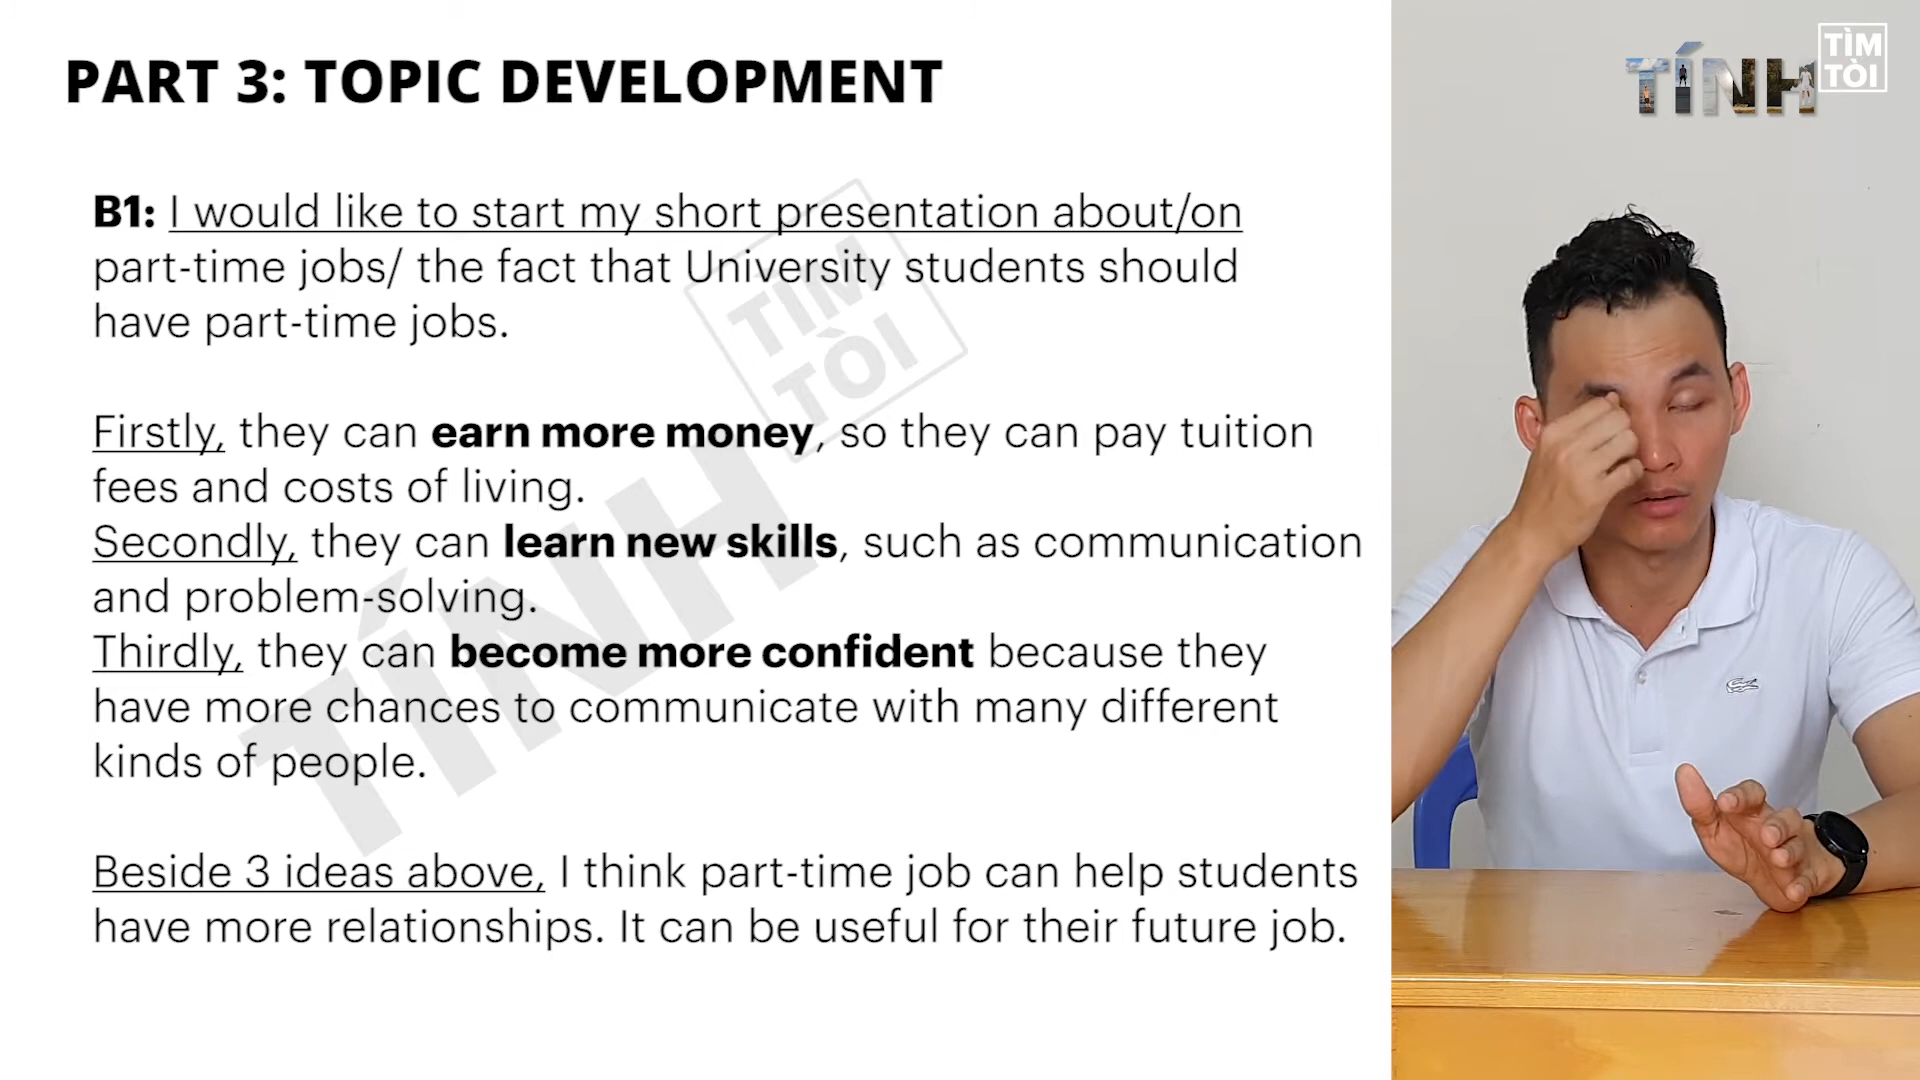 PART 3: TOPIC DEVELOPMENT
TÍNH
TÌM
TÒI
B1: I would like to start my short presentation about/on
part-time jobs/ the fact that University students should
have part-time jobs.
Firstly, they can earn more money, so they can pay tuition
fees and costs of living.
Secondly, they can learn new skills, such as communication
and problem-solving.
Thirdly, they can become more confident because they
have more chances to communicate with many different
kinds of people.
Beside 3 ideas above, I think part-time job can help students
have more relationships. It can be useful for their future job.
TÌM
TÒI
TÍNH